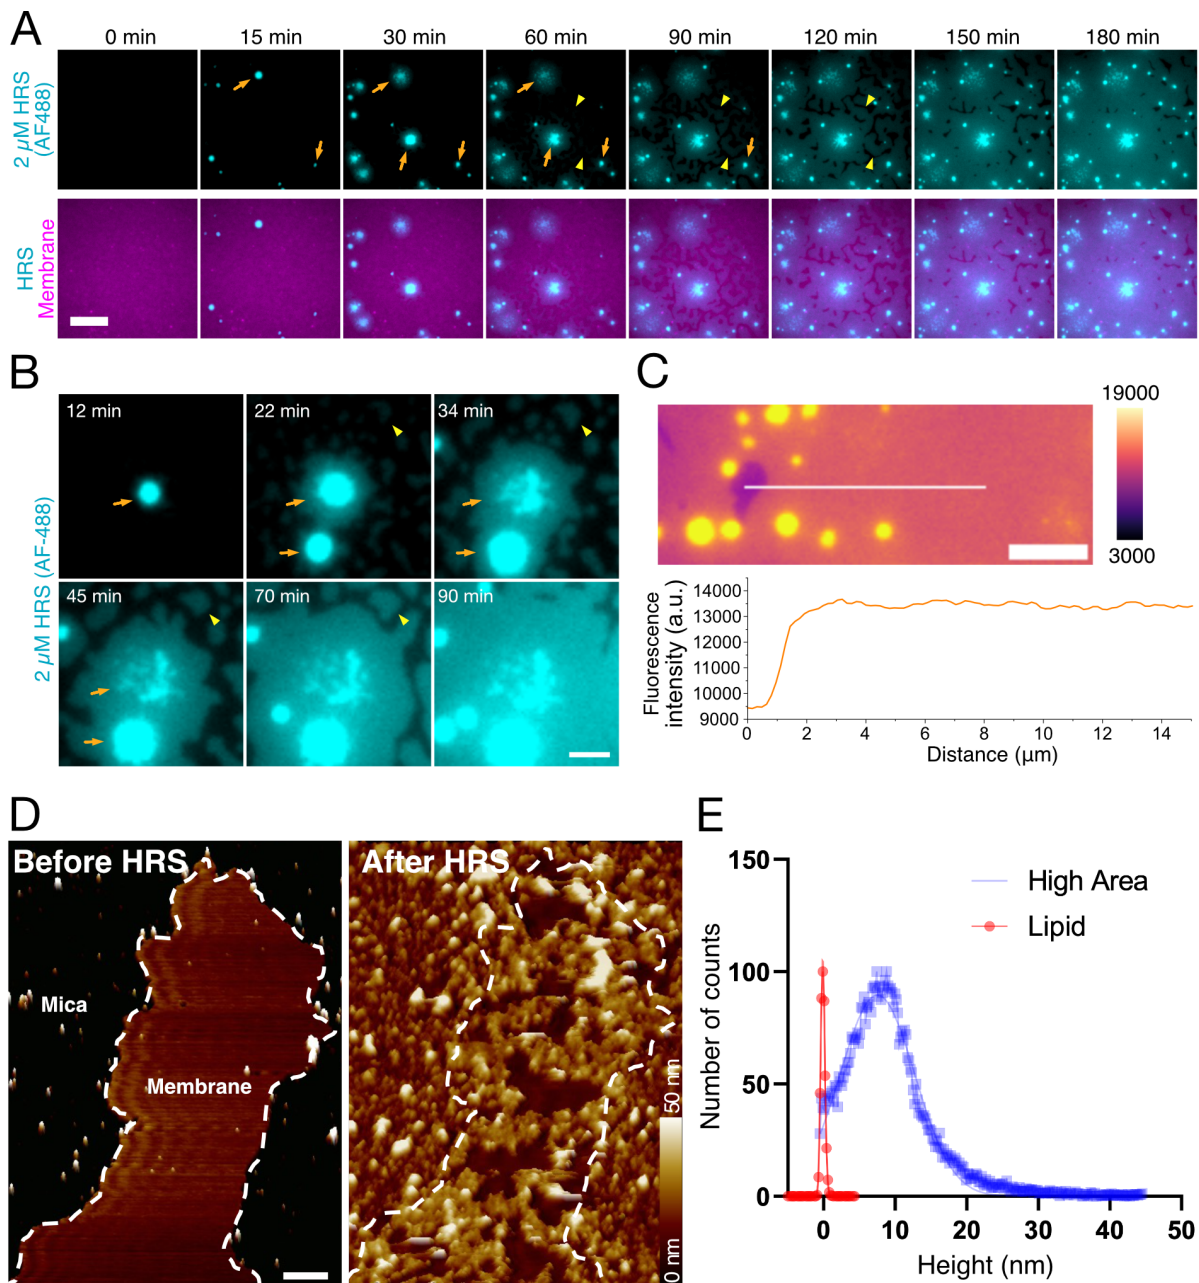 A
0 min 15 min 30 min 60 min 90 min 120 min 150 min 180 min
2 µM HRS
(AF488)
HRS
Membrane
B
12 min 22 min 34 min
45 min 70 min 90 min
2 µM HRS (AF-488)
C
19000
3000
14000
13000
12000
11000
10000
9000
Fluorescence
intensity (a.u.)
0 2 4 6 8 10 12 14
Distance (µm)
D
Before HRS After HRS
Mica
Membrane
50 nm
0 nm
E
150
100
50
0
Number of counts
High Area
Lipid
0 10 20 30 40 50
Height (nm)